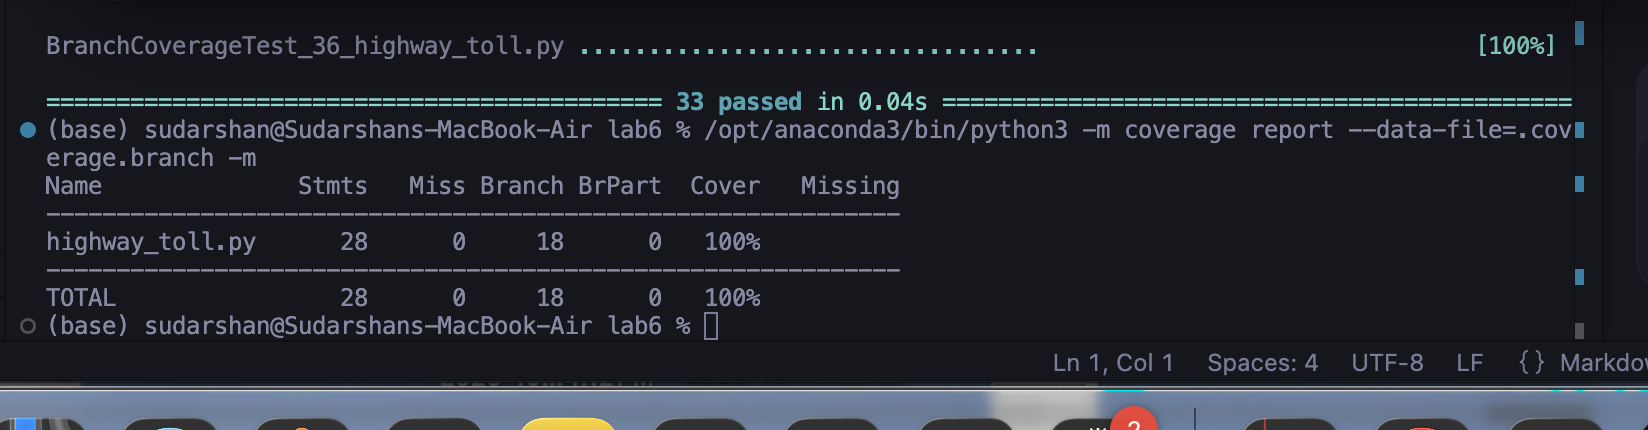 BranchCoverageTest_36_highway_toll.py ................................. [100%]
============================================ 33 passed in 0.04s =============================================
(base) sudarshan@Sudarshans-MacBook-Air lab6 % /opt/anaconda3/bin/python3 -m coverage report --data-file=.cov
erage.branch -m
Name Stmts Miss Branch BrPart Cover Missing
-------------------------------------------------------------
highway_toll.py 28 0 18 0 100%
-------------------------------------------------------------
TOTAL 28 0 18 0 100%
(base) sudarshan@Sudarshans-MacBook-Air lab6 %
Ln 1, Col 1 Spaces: 4 UTF-8 LF {} Markdow
2